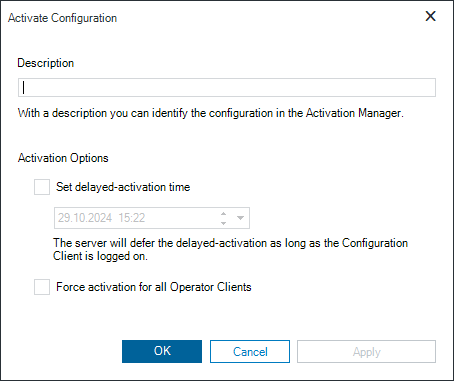 Activate Configuration
Description
With a description you can identify the configuration in the Activation Manager.
Activation Options
Set delayed-activation time
29.10.2024 15:22
The server will defer the delayed-activation as long as the Configuration
Client is logged on.
Force activation for all Operator Clients
OK Cancel Apply